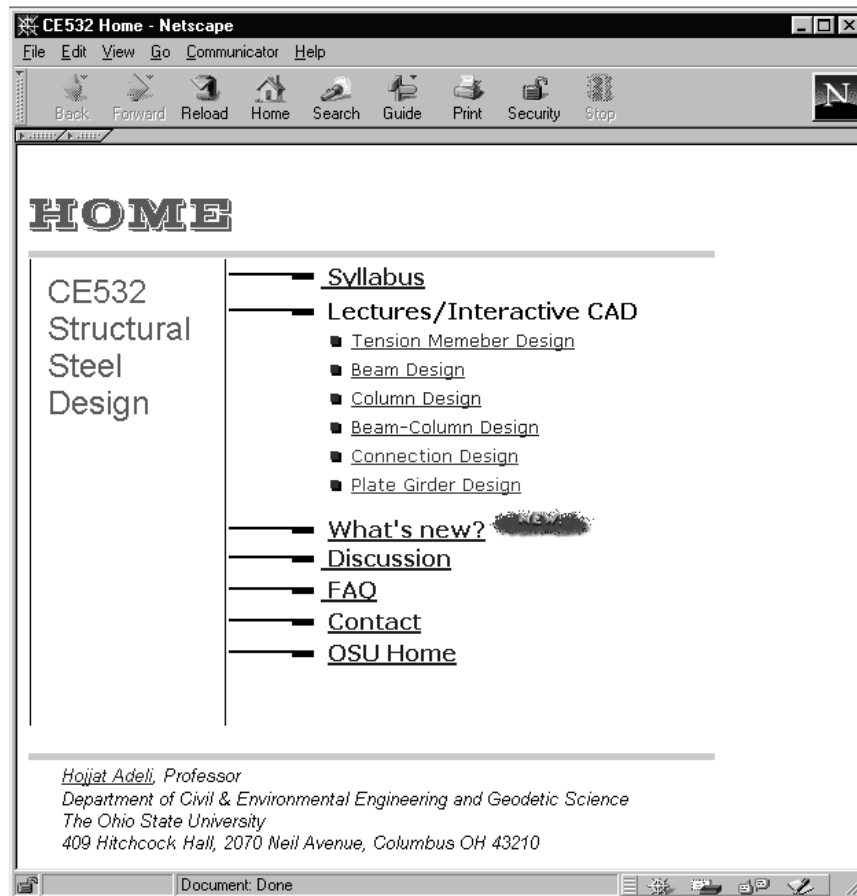 CE532 Home - Netscape
File Edit View Go Communicator Help
Back Forward Reload Home Search Guide Print Security Stop
N
HOME
CE532
Structural
Steel
Design
Syllabus
Lectures/Interactive CAD
Tension Memeber Design
Beam Design
Column Design
Beam-Column Design
Connection Design
Plate Girder Design
What's new? NEW!
Discussion
FAQ
Contact
OSU Home
Hojjat Adeli, Professor
Department of Civil & Environmental Engineering and Geodetic Science
The Ohio State University
409 Hitchcock Hall, 2070 Neil Avenue, Columbus OH 43210
Document: Done